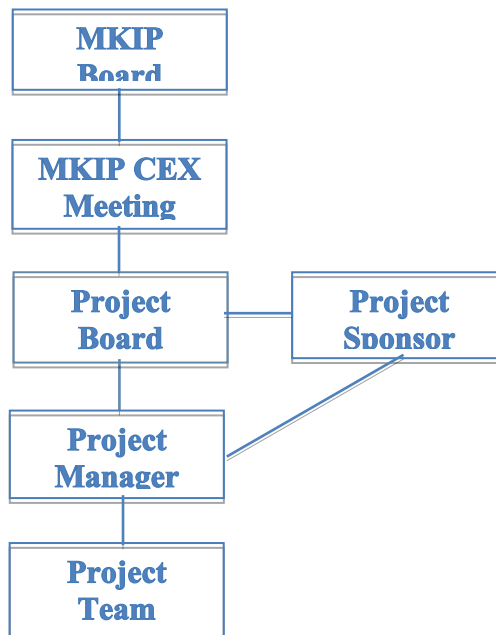 MKIP
Board
MKIP CEX
Meeting
Project
Board
Project
Sponsor
Project
Manager
Project
Team